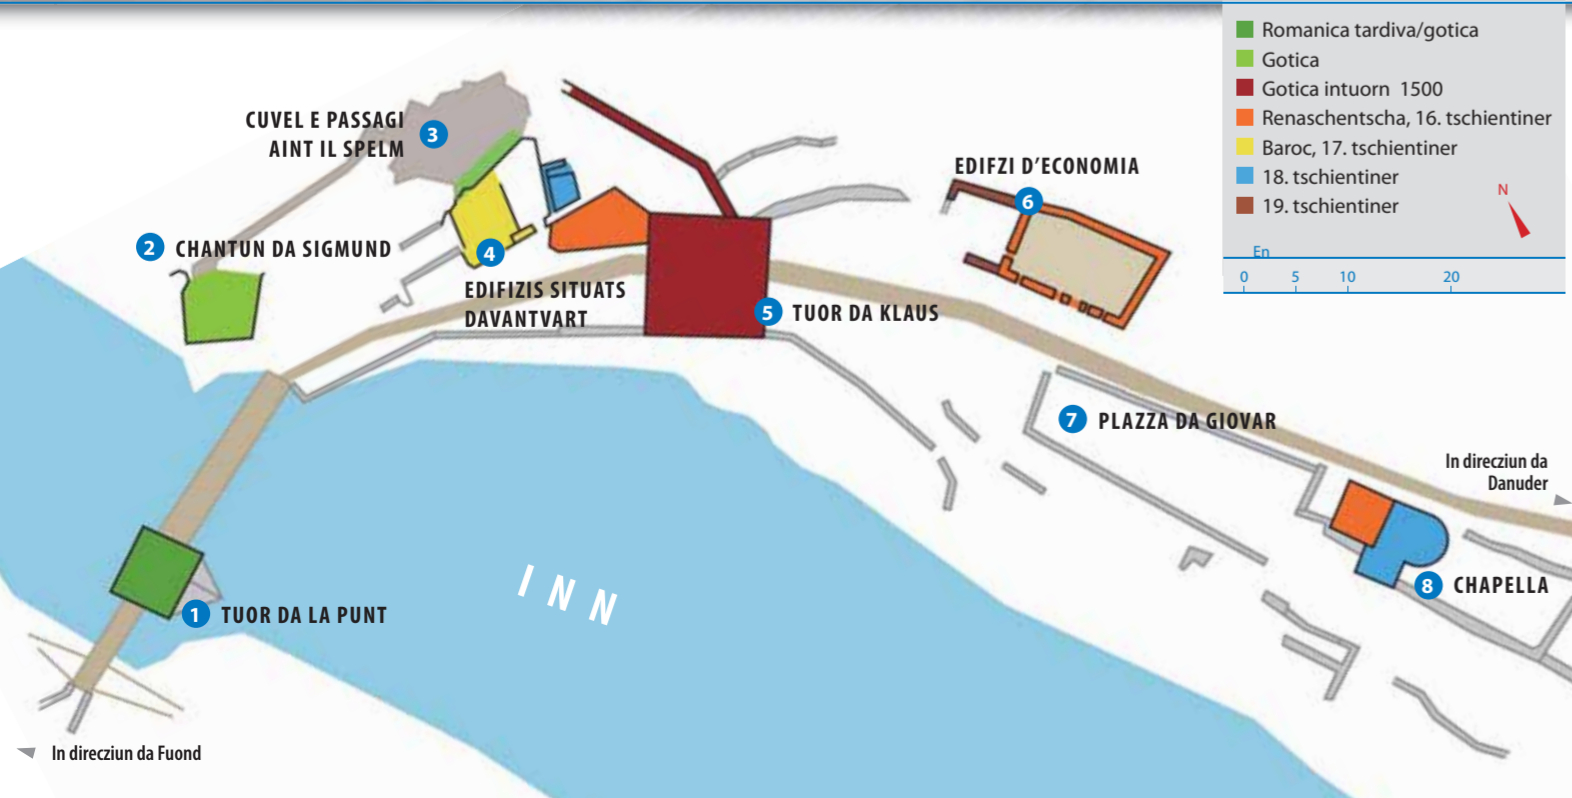 Romanica tardiva/gotica
Gotica
Gotica intuorn 1500
Renaschentscha, 16. tschientiner
Baroc, 17. tschientiner
18. tschientiner
19. tschientiner
N
En
0 5 10 20
CUVEL E PASSAGI
AINT IL SPELM
3
2 CHANTUN DA SIGMUND
4
EDIFIZIS SITUATS
DAVANTVART
5 TUOR DA KLAUS
EDIFZI D'ECONOMIA
6
7 PLAZZA DA GIOVAR
In direcziun da
Danuder
8 CHAPELLA
INN
1 TUOR DA LA PUNT
In direcziun da Fuond